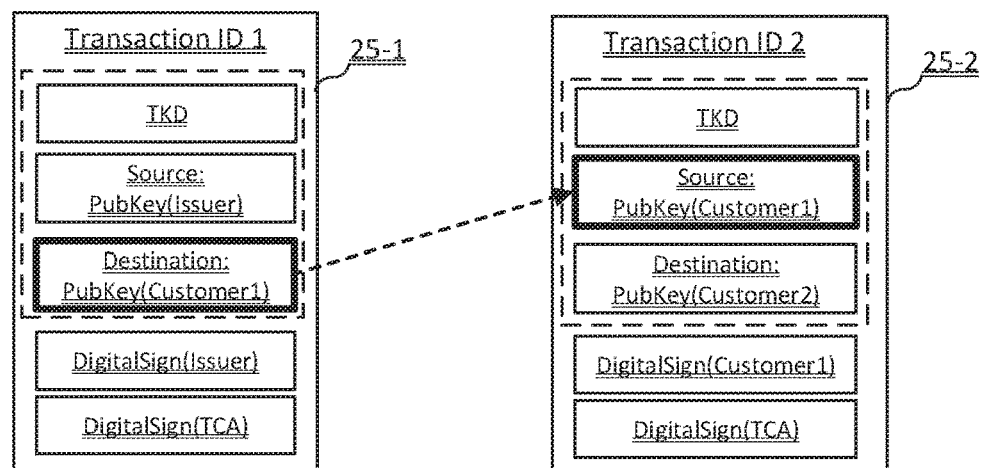 Transaction ID 1
25-1
TKD
Source:
PubKey(Issuer)
Destination:
PubKey(Customer1)
DigitalSign(Issuer)
DigitalSign(TCA)
Transaction ID 2
25-2
TKD
Source:
PubKey(Customer1)
Destination:
PubKey(Customer2)
DigitalSign(Customer1)
DigitalSign(TCA)